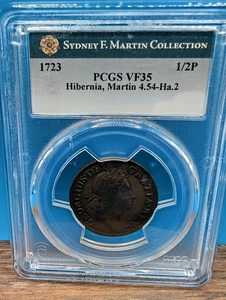 SYDNEY F. MARTIN COLLECTION
1723 1/2P
PCGS VF35
Hibernia, Martin 4.54-Ha.2